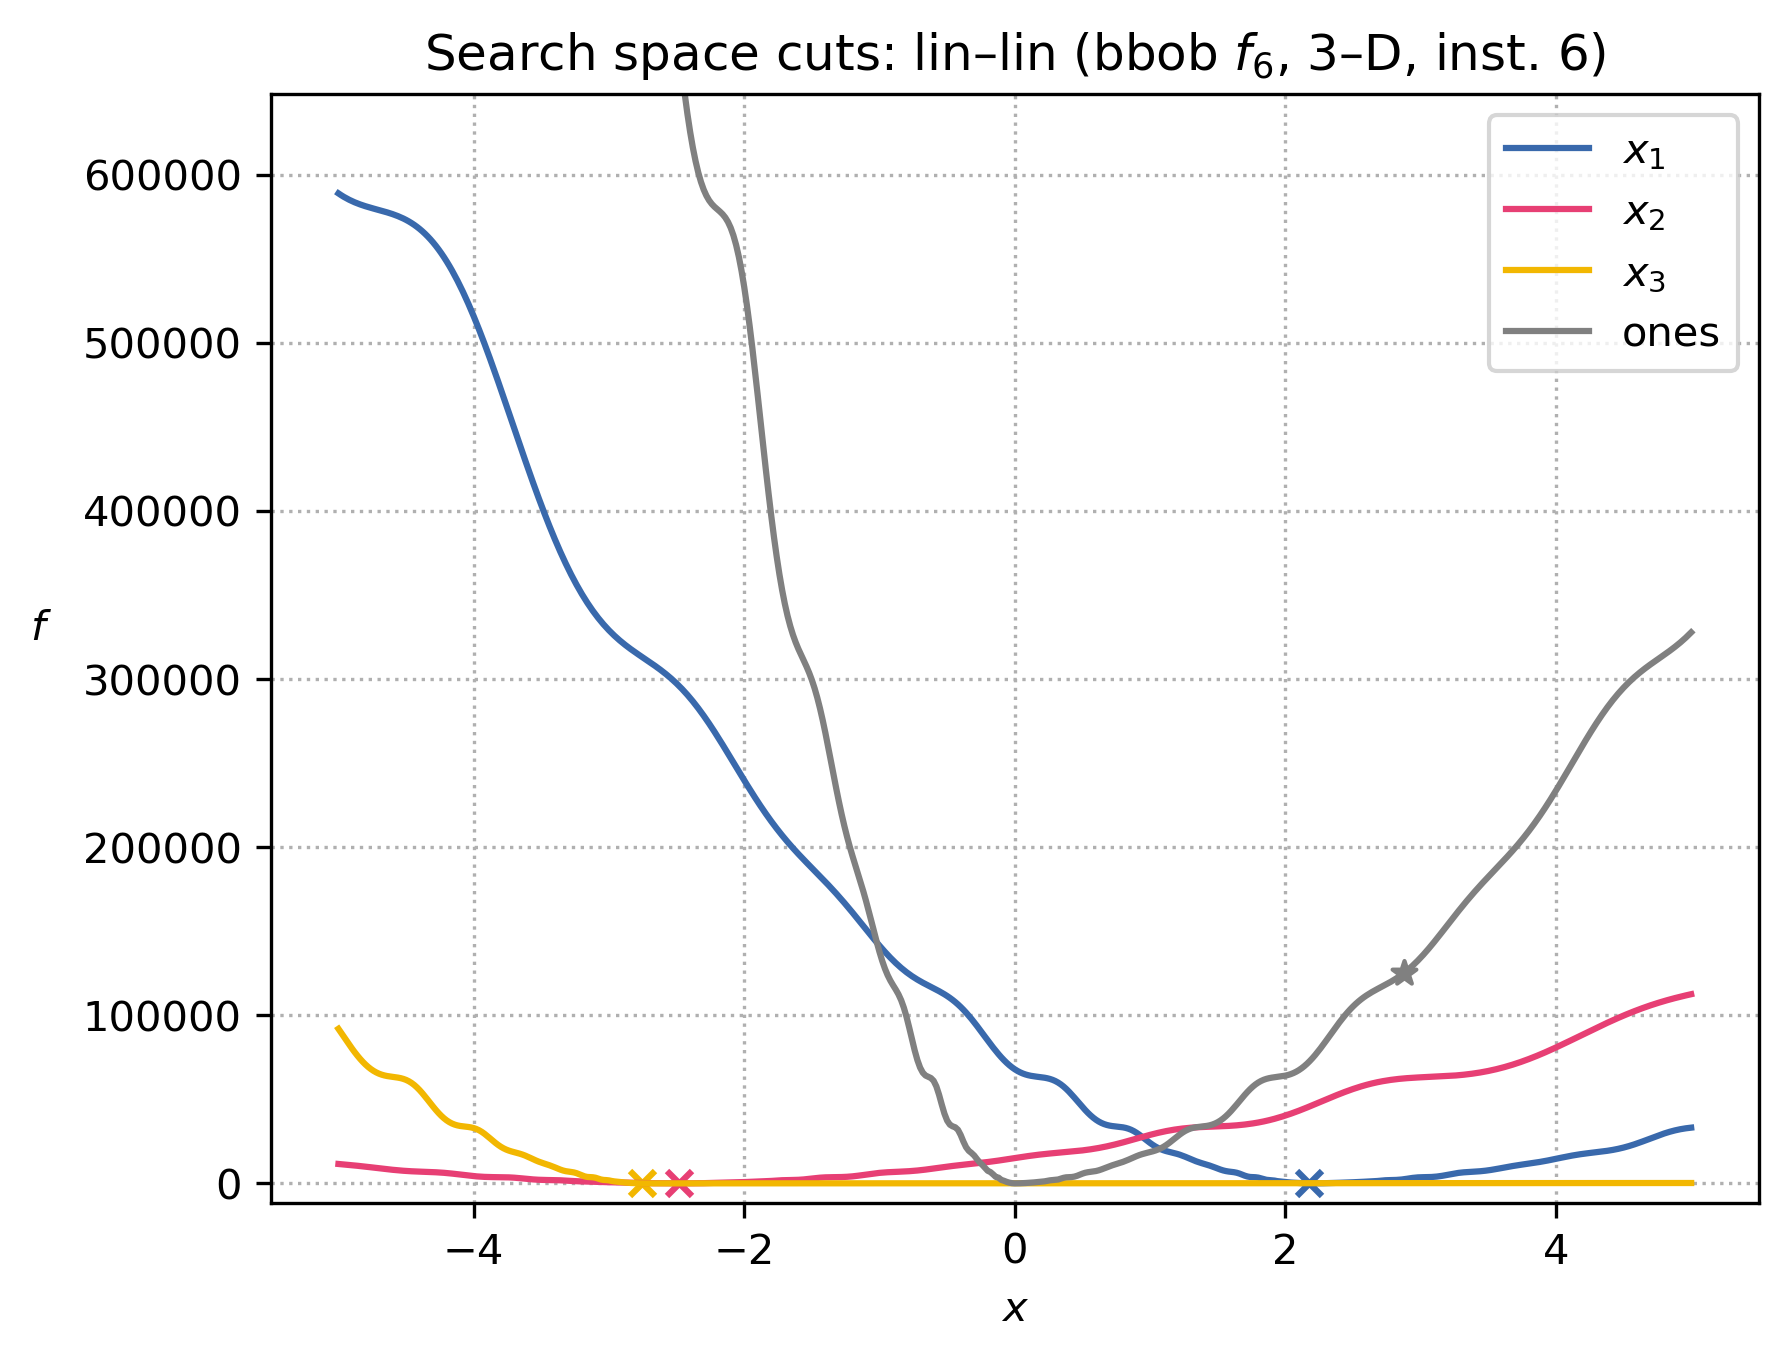 Search space cuts: lin–lin (bbob f₆, 3–D, inst. 6)
x₁
x₂
x₃
ones
600000
500000
400000
300000
200000
100000
0
f
−4
−2
0
2
4
x